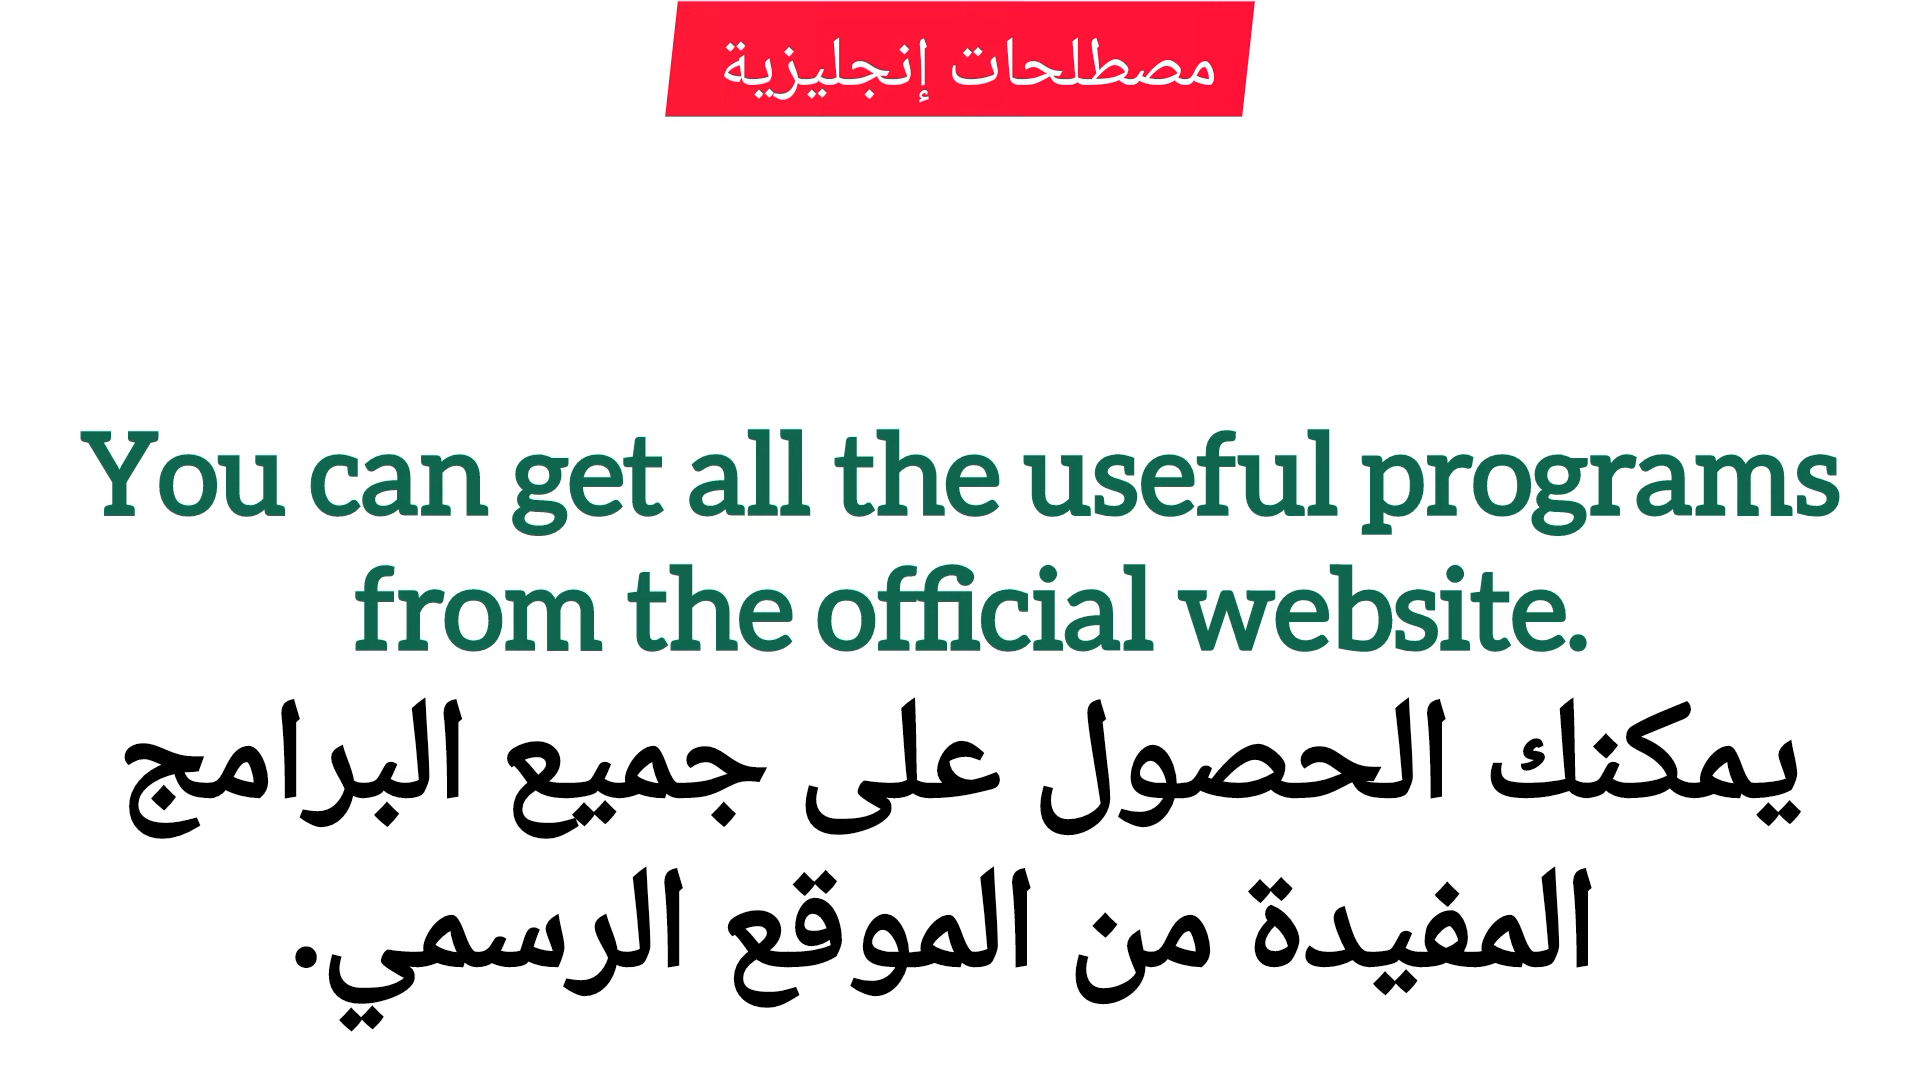 مصطلحات إنجليزية
You can get all the useful programs
from the official website.
يمكنك الحصول على جميع البرامج
المفيدة من الموقع الرسمي.